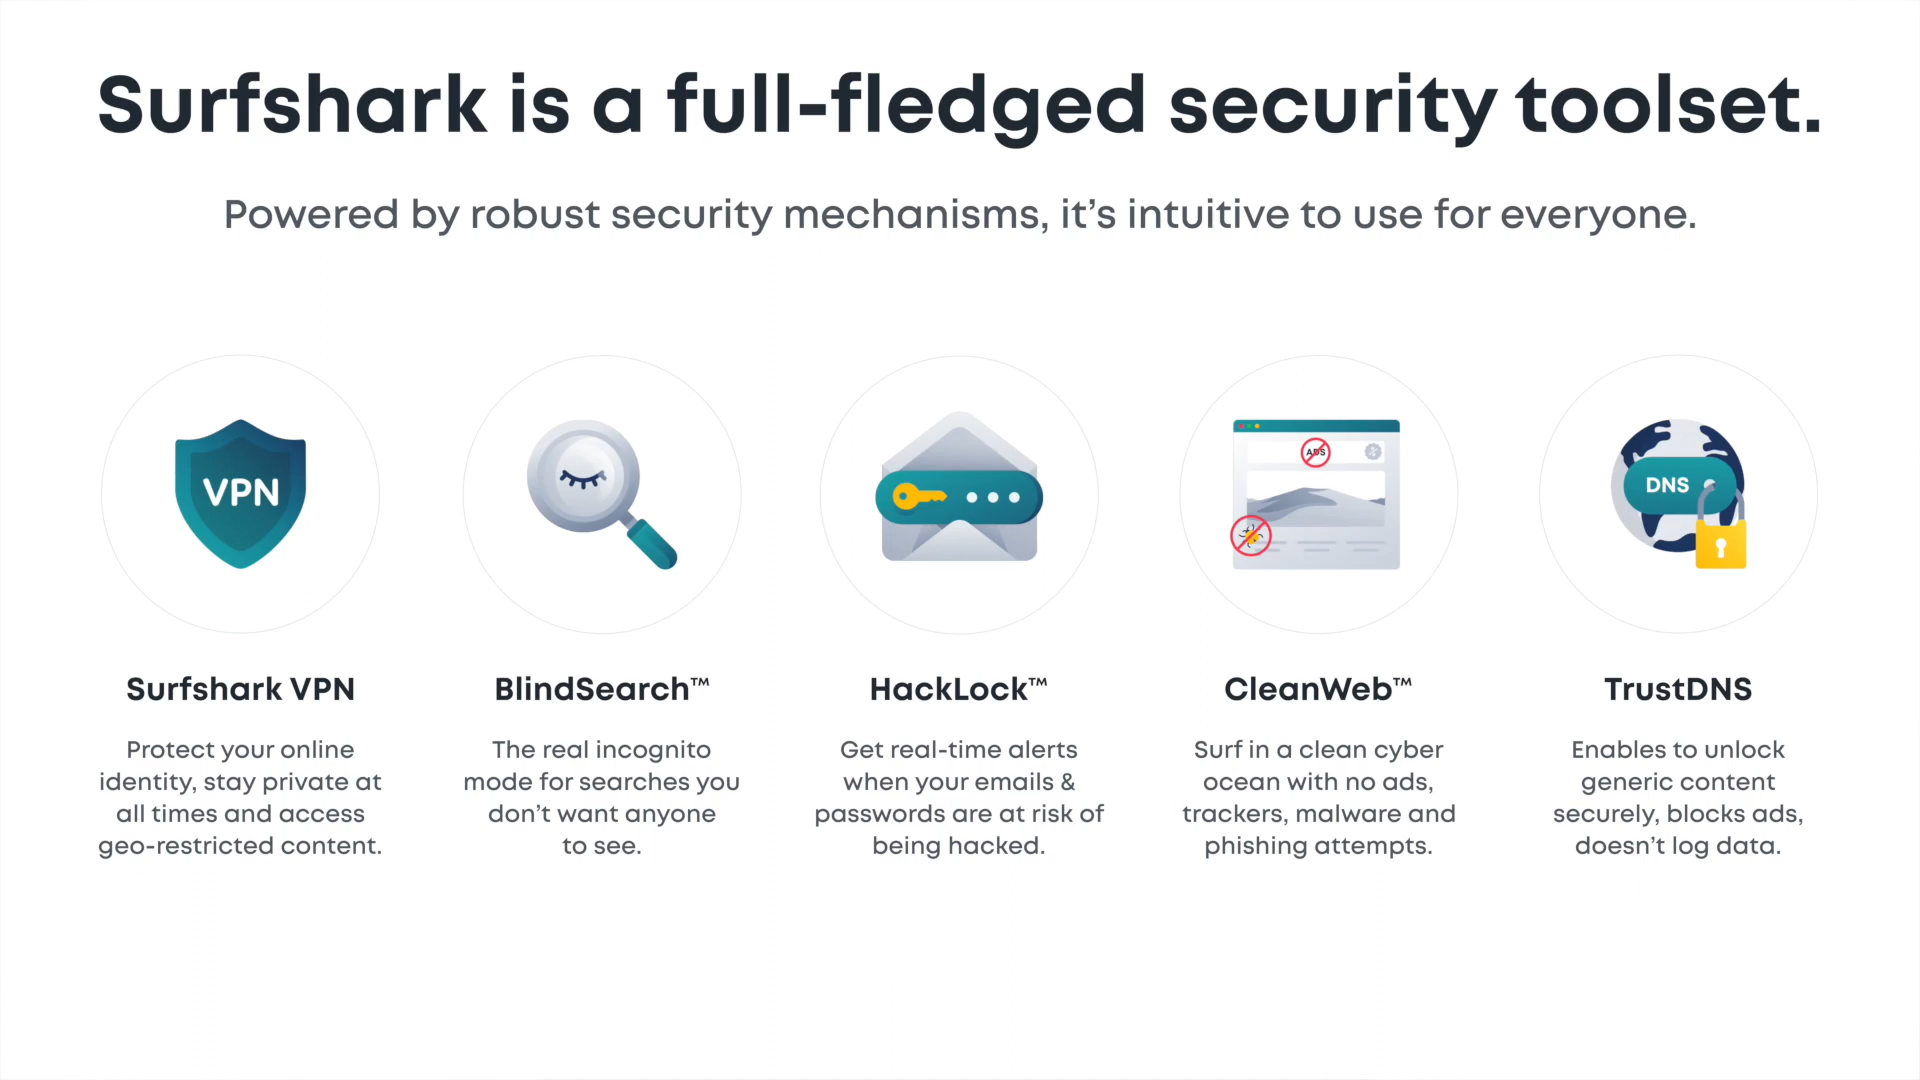 Surfshark is a full-fledged security toolset.
Powered by robust security mechanisms, it’s intuitive to use for everyone.
VPN
ADS
DNS
Surfshark VPN
Protect your online
identity, stay private at
all times and access
geo-restricted content.
BlindSearch™
The real incognito
mode for searches you
don’t want anyone
to see.
HackLock™
Get real-time alerts
when your emails &
passwords are at risk of
being hacked.
CleanWeb™
Surf in a clean cyber
ocean with no ads,
trackers, malware and
phishing attempts.
TrustDNS
Enables to unlock
generic content
securely, blocks ads,
doesn’t log data.